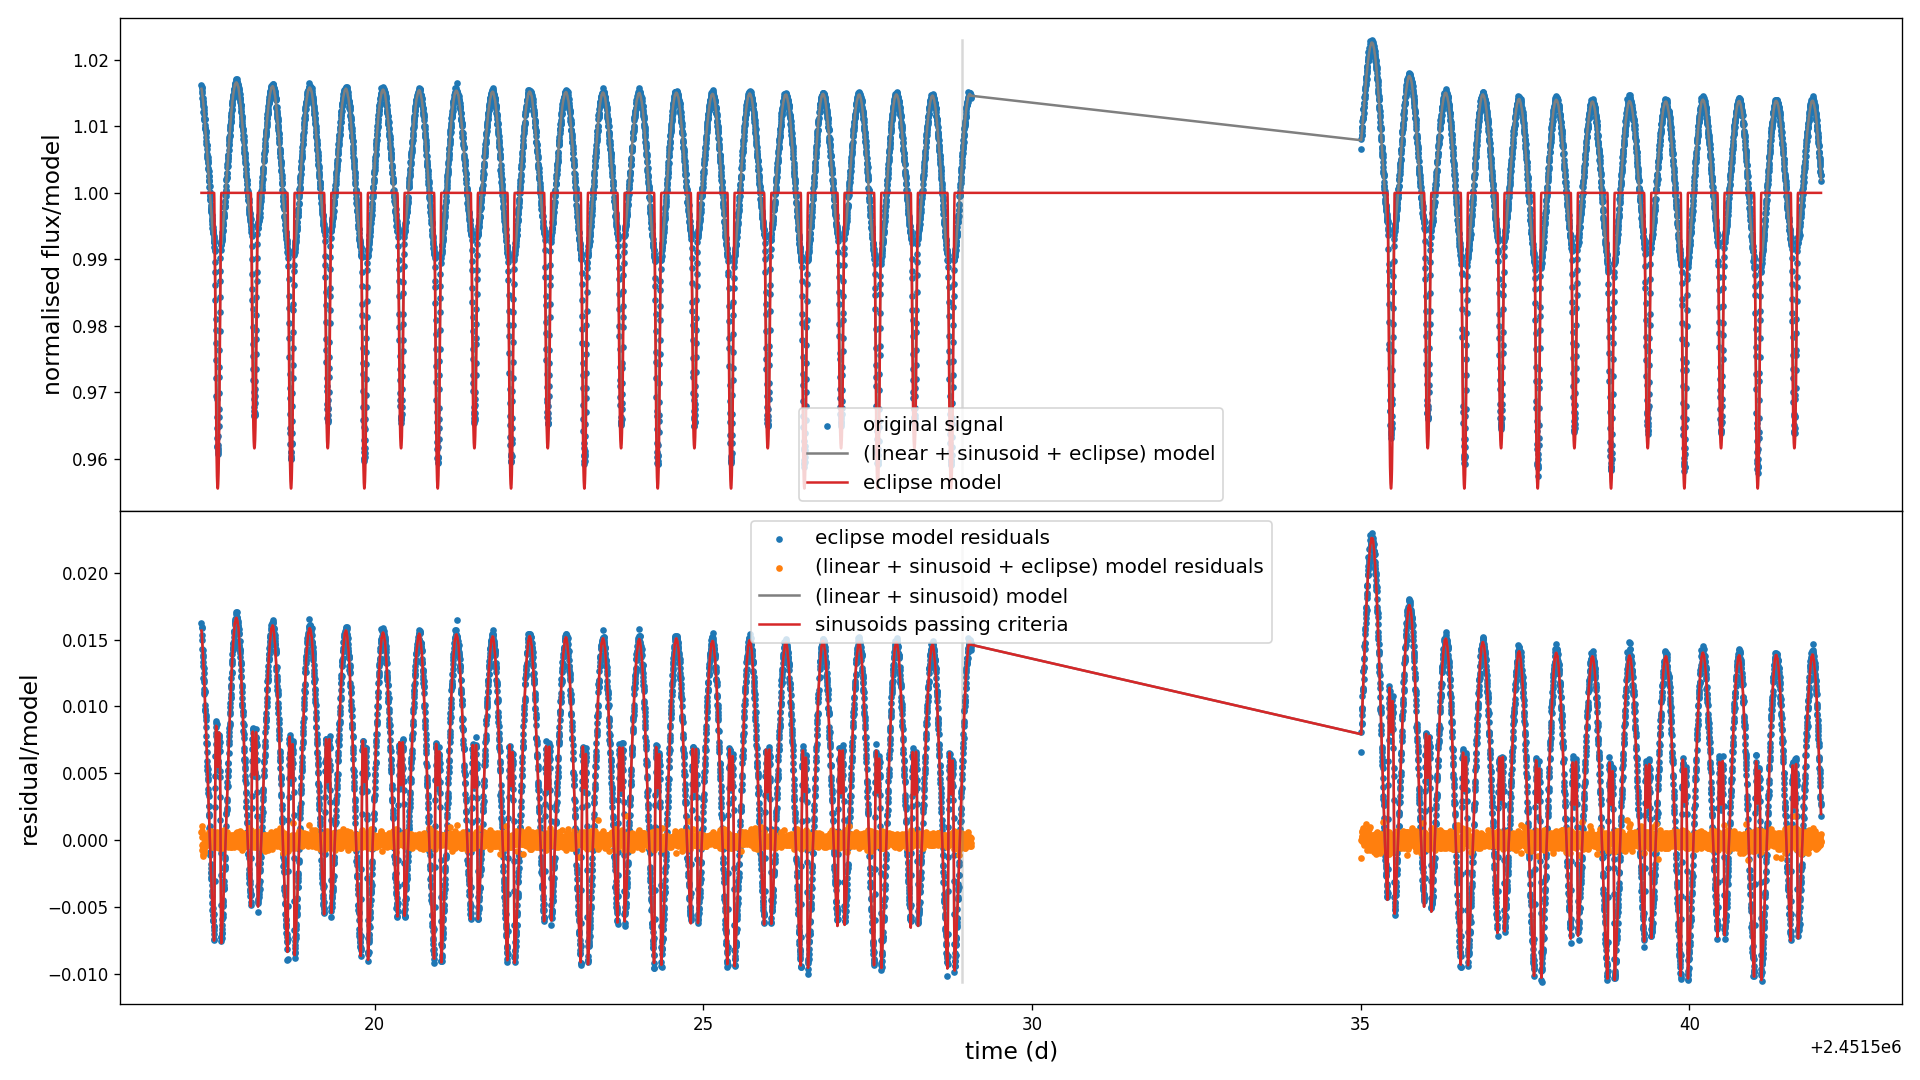 normalised flux/model
1.02
1.01
1.00
0.99
0.98
0.97
0.96
original signal
(linear + sinusoid + eclipse) model
eclipse model
residual/model
0.020
0.015
0.010
0.005
0.000
−0.005
−0.010
eclipse model residuals
(linear + sinusoid + eclipse) model residuals
(linear + sinusoid) model
sinusoids passing criteria
20
25
30
35
40
time (d)
+2.4515e6